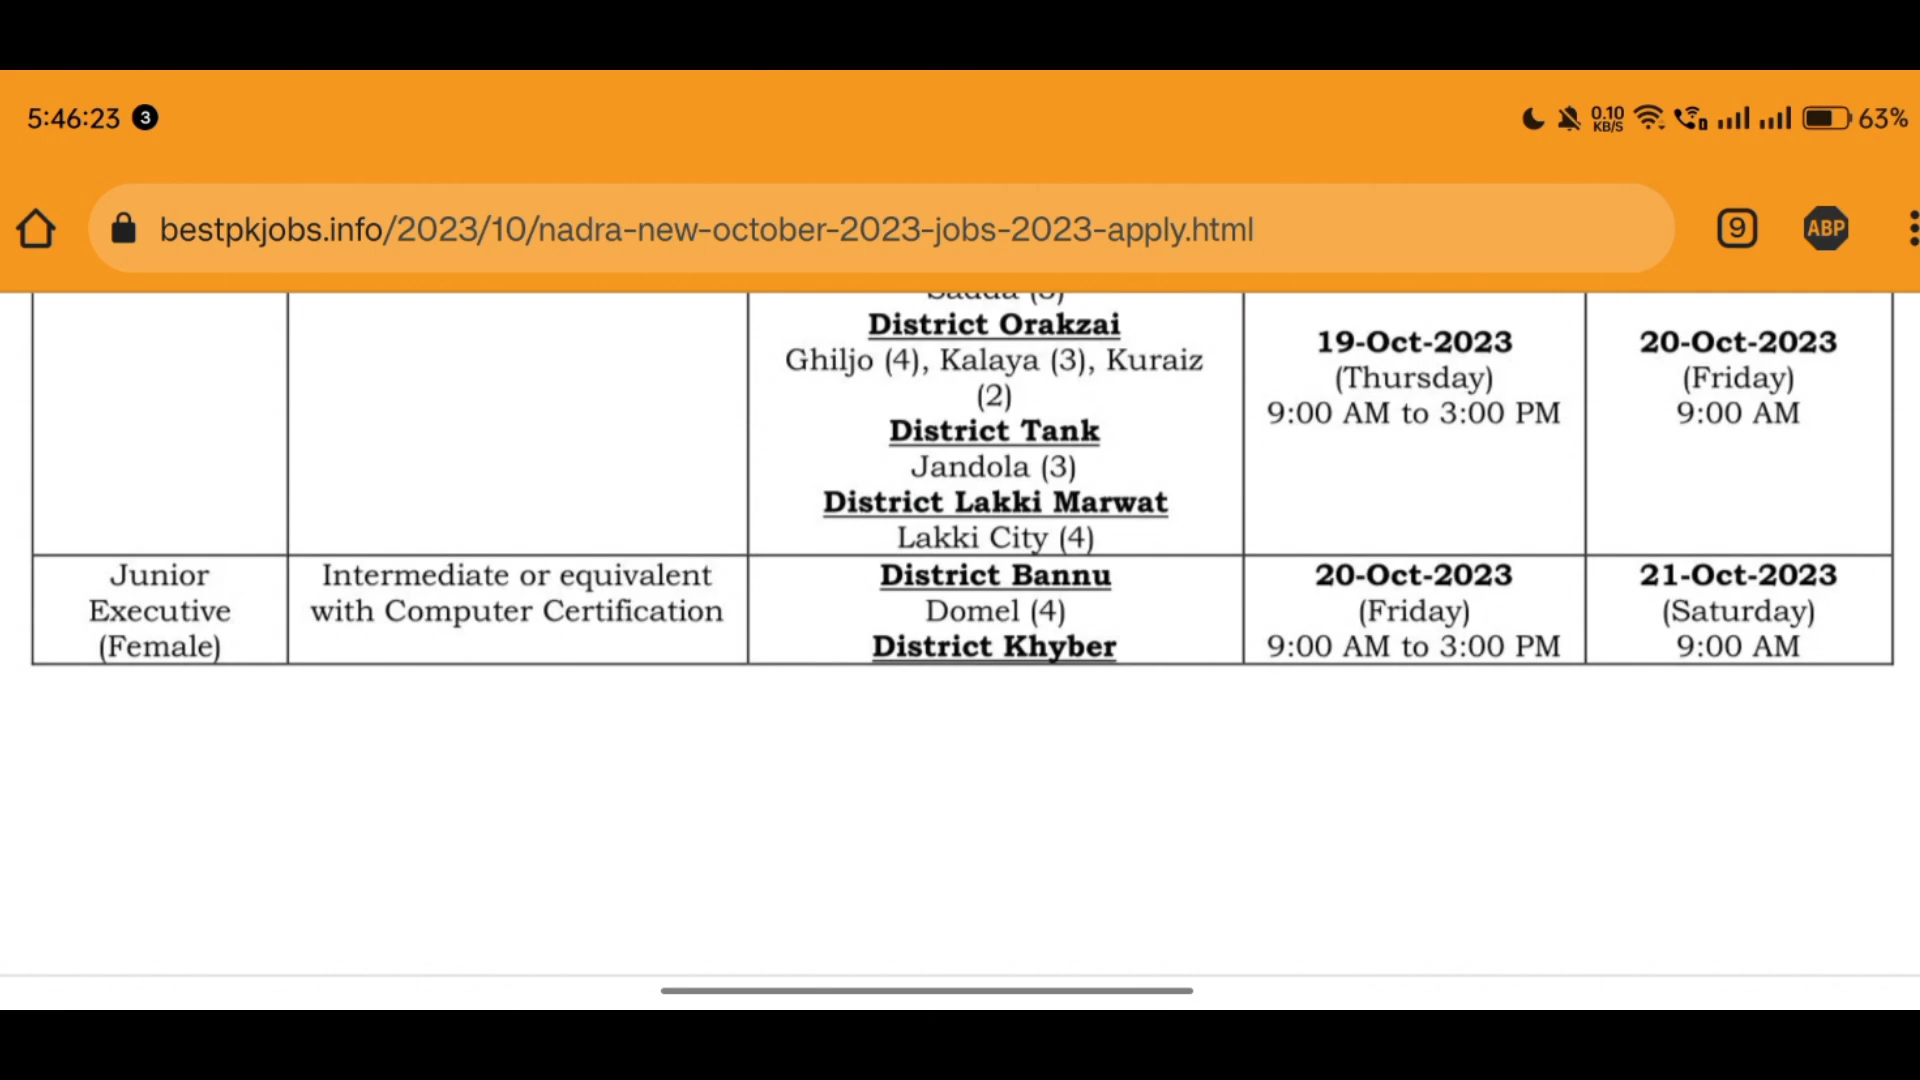 5:46:23 3
0.10 KB/S 63%
bestpkjobs.info/2023/10/nadra-new-october-2023-jobs-2023-apply.html 9 ABP
District Orakzai
Ghiljo (4), Kalaya (3), Kuraiz
(2)
District Tank
Jandola (3)
District Lakki Marwat
Lakki City (4)
19-Oct-2023
(Thursday)
9:00 AM to 3:00 PM
20-Oct-2023
(Friday)
9:00 AM
Junior
Executive
(Female)
Intermediate or equivalent
with Computer Certification
District Bannu
Domel (4)
District Khyber
20-Oct-2023
(Friday)
9:00 AM to 3:00 PM
21-Oct-2023
(Saturday)
9:00 AM